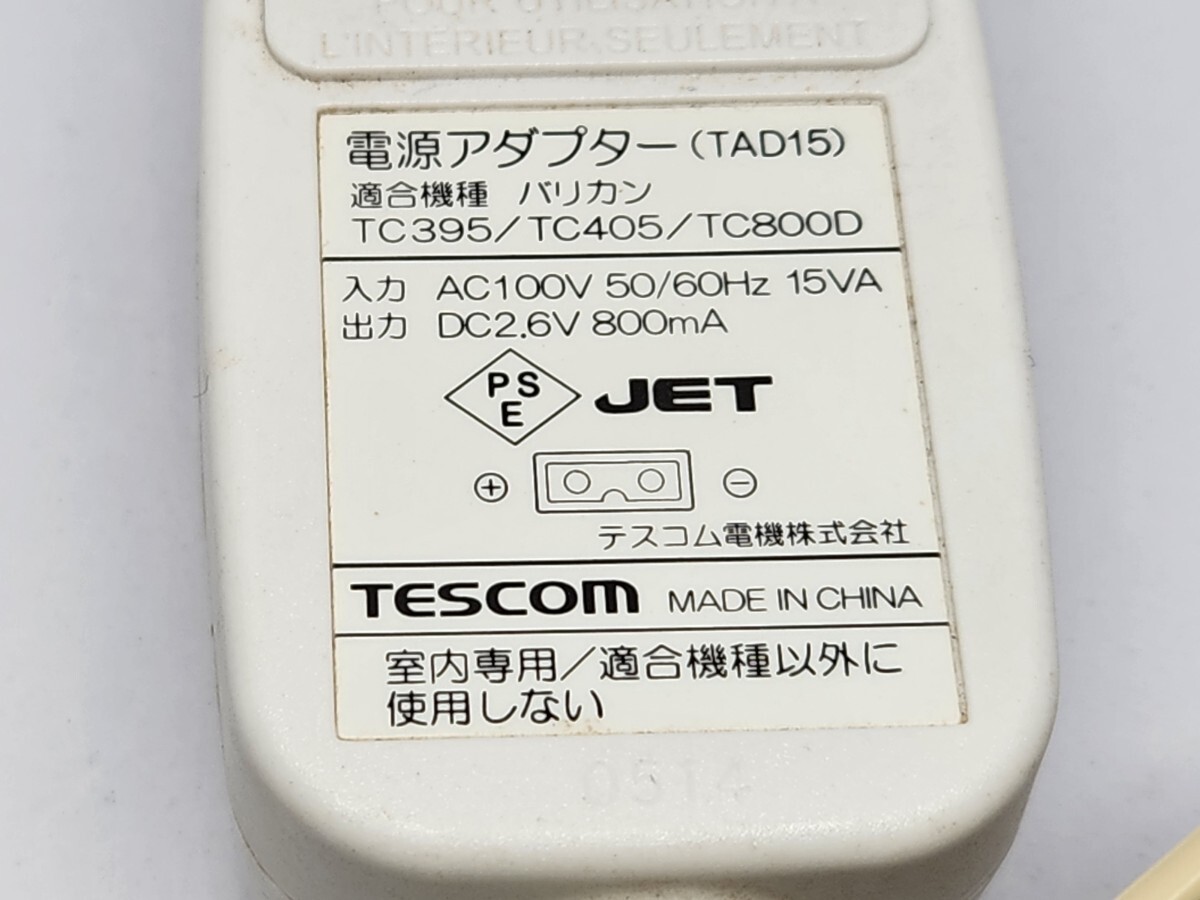 POUR UTILISATION À
L'INTERIEUR SEULEMENT
電源アダプター(TAD15)
適合機種 バリカン
TC395/TC405/TC800D
入力 AC100V 50/60Hz 15VA
出力 DC2.6V 800mA
PS
E JET
+ −
テスコム電機株式会社
TESCOM MADE IN CHINA
室内専用/適合機種以外に
使用しない
0514